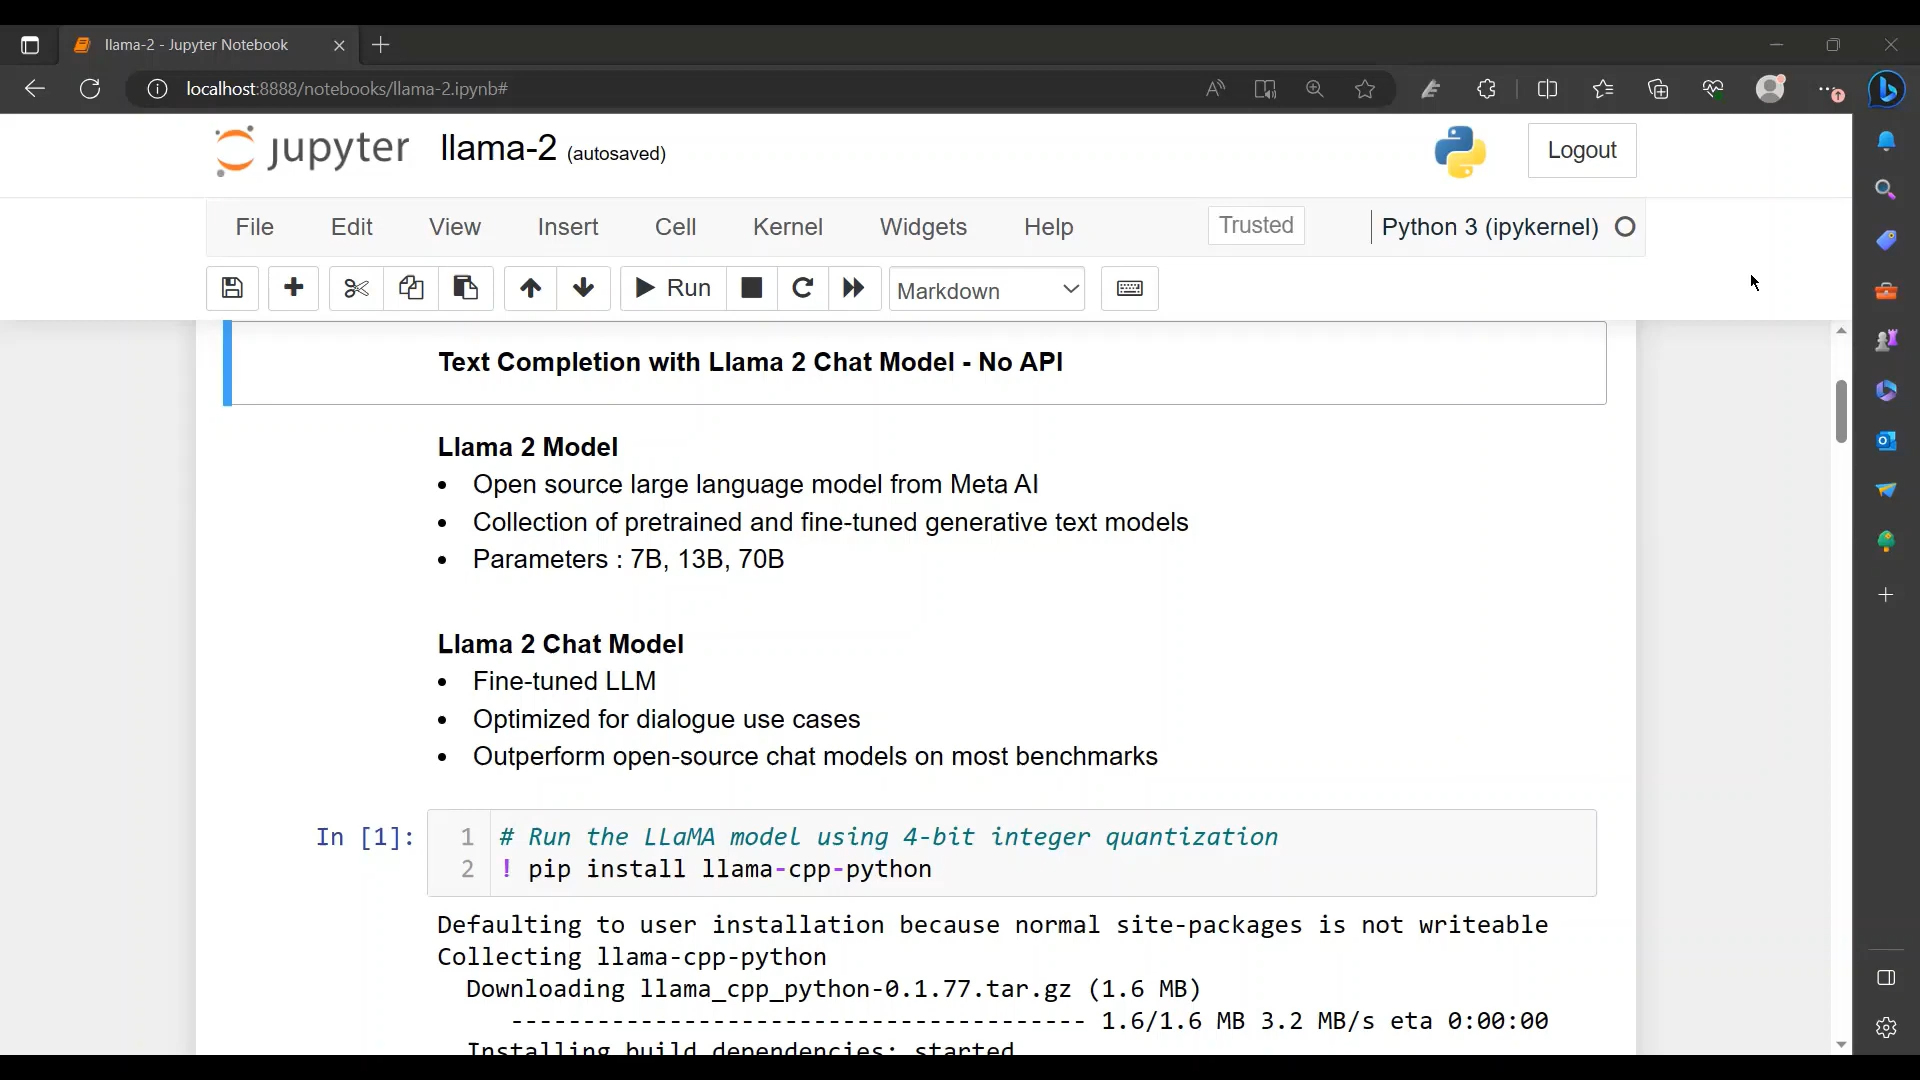 llama-2 - Jupyter Notebook
localhost:8888/notebooks/llama-2.ipynb#
jupyter llama-2 (autosaved)
Logout
File Edit View Insert Cell Kernel Widgets Help Trusted Python 3 (ipykernel)
Run Markdown
Text Completion with Llama 2 Chat Model - No API
Llama 2 Model
• Open source large language model from Meta AI
• Collection of pretrained and fine-tuned generative text models
• Parameters : 7B, 13B, 70B
Llama 2 Chat Model
• Fine-tuned LLM
• Optimized for dialogue use cases
• Outperform open-source chat models on most benchmarks
In [1]: 1 # Run the LLaMA model using 4-bit integer quantization
2 ! pip install llama-cpp-python
Defaulting to user installation because normal site-packages is not writeable
Collecting llama-cpp-python
Downloading llama_cpp_python-0.1.77.tar.gz (1.6 MB)
---------------------------------------- 1.6/1.6 MB 3.2 MB/s eta 0:00:00
Installing build dependencies: started